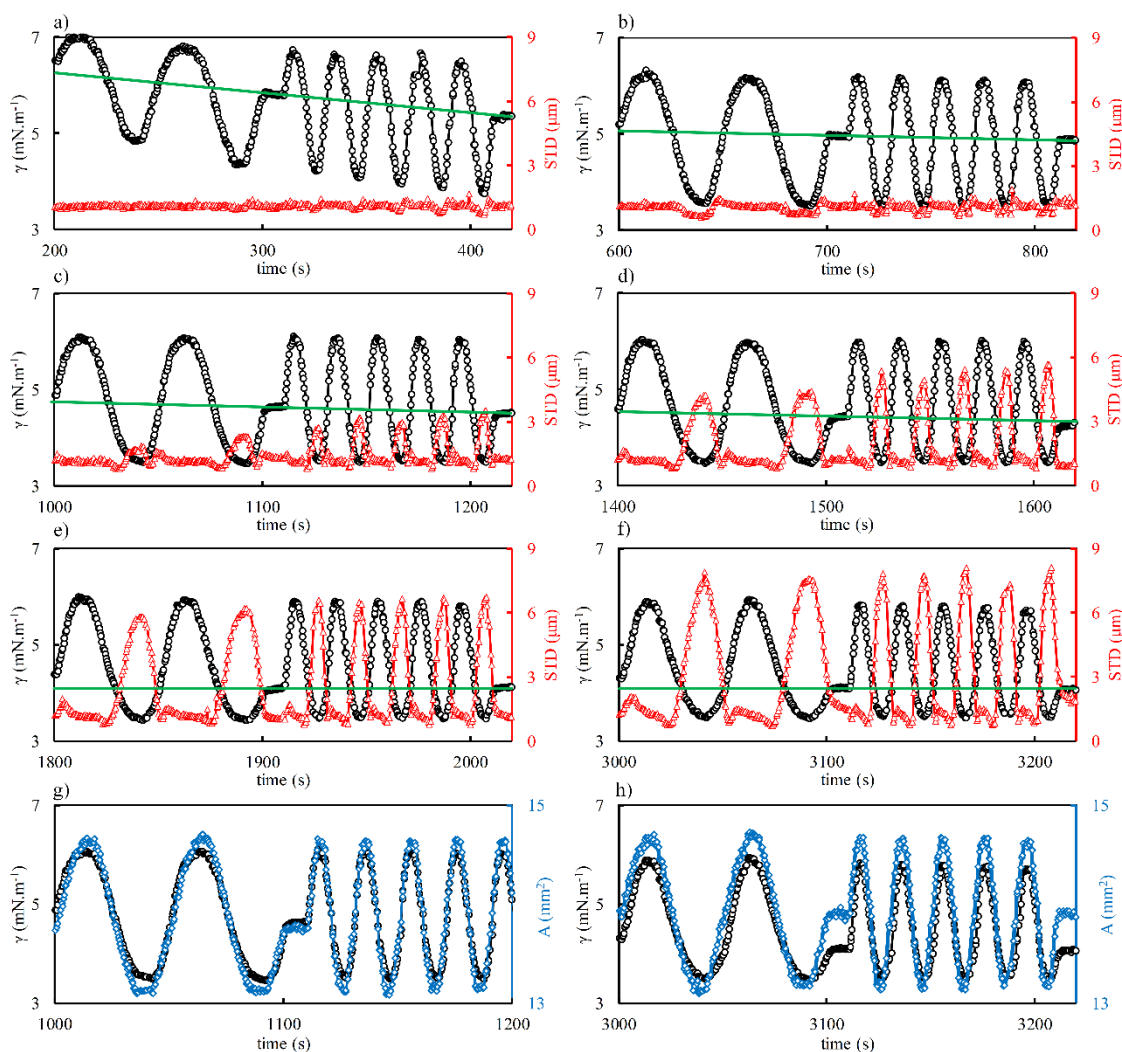 a)
7
5
3
γ (mN.m⁻¹)
200
300
400
time (s)
9
6
3
0
STD (μm)
b)
7
5
3
γ (mN.m⁻¹)
600
700
800
time (s)
9
6
3
0
STD (μm)
c)
7
5
3
γ (mN.m⁻¹)
1000
1100
1200
time (s)
9
6
3
0
STD (μm)
d)
7
5
3
γ (mN.m⁻¹)
1400
1500
1600
time (s)
9
6
3
0
STD (μm)
e)
7
5
3
γ (mN.m⁻¹)
1800
1900
2000
time (s)
9
6
3
0
STD (μm)
f)
7
5
3
γ (mN.m⁻¹)
3000
3100
3200
time (s)
9
6
3
0
STD (μm)
g)
7
5
3
γ (mN.m⁻¹)
1000
1100
1200
time (s)
15
13
A (mm²)
h)
7
5
3
γ (mN.m⁻¹)
3000
3100
3200
time (s)
15
13
A (mm²)